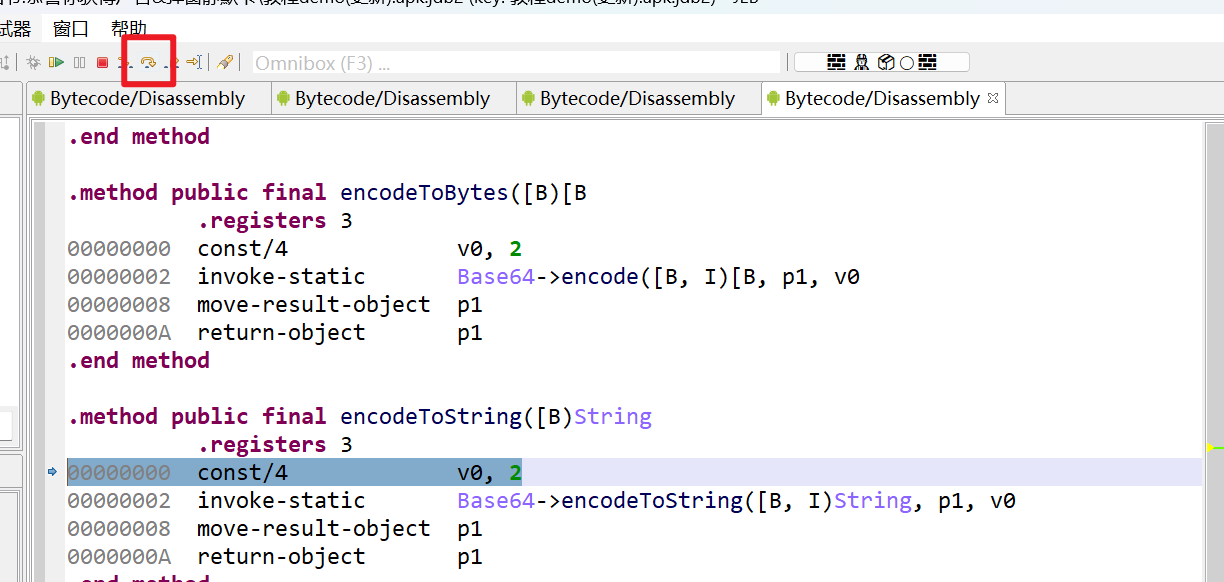 试器 窗口 帮助
Omnibox (F3) ...
Bytecode/Disassembly Bytecode/Disassembly Bytecode/Disassembly Bytecode/Disassembly
.end method
.method public final encodeToBytes([B)[B
.registers 3
00000000 const/4 v0, 2
00000002 invoke-static Base64->encode([B, I)[B, p1, v0
00000008 move-result-object p1
0000000A return-object p1
.end method
.method public final encodeToString([B)String
.registers 3
00000000 const/4 v0, 2
00000002 invoke-static Base64->encodeToString([B, I)String, p1, v0
00000008 move-result-object p1
0000000A return-object p1
.end method